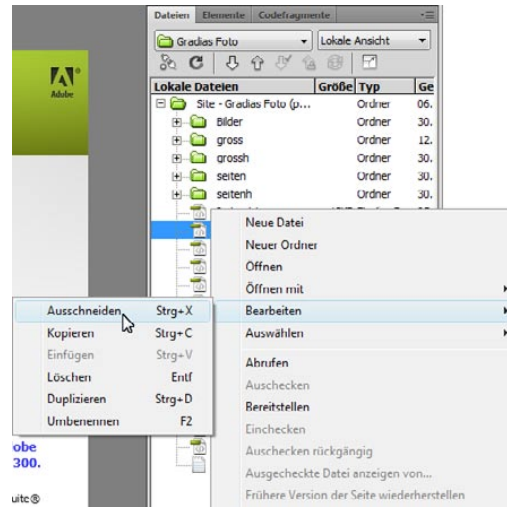 Dateien Elemente Codefragmente
Gradias Foto Lokale Ansicht
Adobe
Lokale Dateien Größe Typ Ge
Site - Gradias Foto (p... Ordner 06.
Bilder Ordner 30.
gross Ordner 12.
grossh Ordner 30.
seiten Ordner 30.
seitenh Ordner 30.
Neue Datei
Neuer Ordner
Öffnen
Öffnen mit
Bearbeiten
Auswählen
Abrufen
Auschecken
Bereitstellen
Einchecken
Auschecken rückgängig
Ausgecheckte Datei anzeigen von...
Frühere Version der Seite wiederherstellen
Ausschneiden Strg+X
Kopieren Strg+C
Einfügen Strg+V
Löschen Entf
Duplizieren Strg+D
Umbenennen F2
obe
300.
uite®